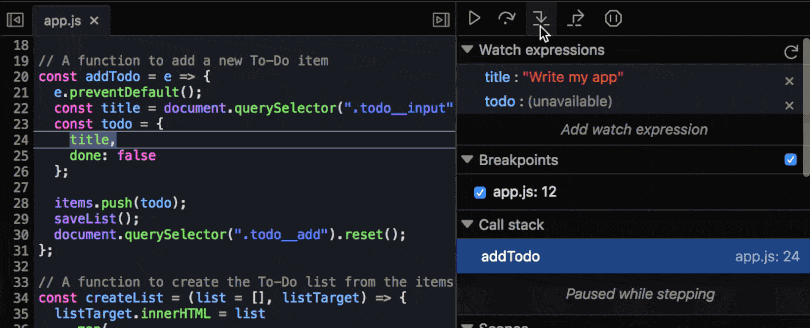 app.js
18
19 // A function to add a new To-Do item
20 const addTodo = e => {
21 e.preventDefault();
22 const title = document.querySelector(".todo__input"
23 const todo = {
24 title,
25 done: false
26 };
27
28 items.push(todo);
29 saveList();
30 document.querySelector(".todo__add").reset();
31 };
32
33 // A function to create the To-Do list from the items
34 const createList = (list = [], listTarget) => {
35 listTarget.innerHTML = list
36
Watch expressions
title : "Write my app"
todo : (unavailable)
Add watch expression
Breakpoints
app.js: 12
Call stack
addTodo app.js: 24
Paused while stepping
Scopes